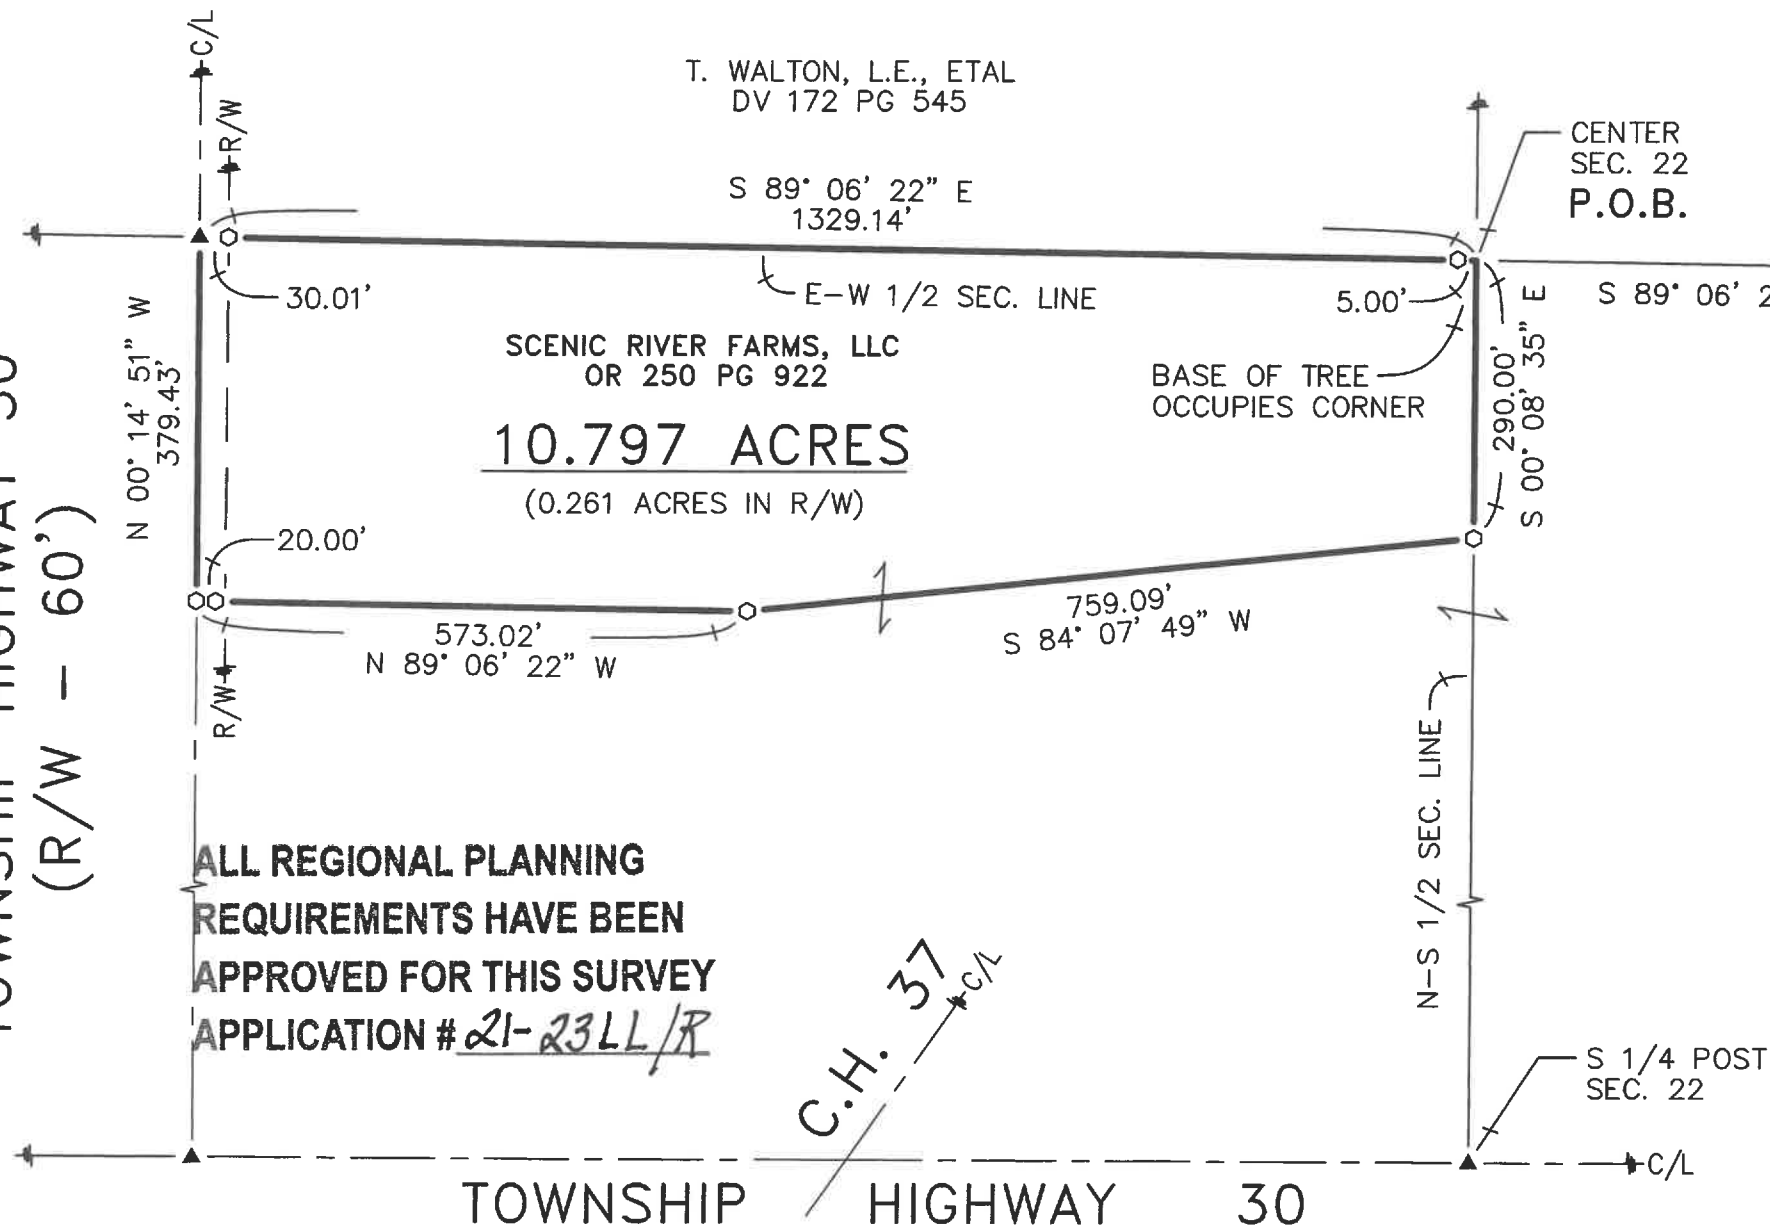 C/L
R/W
T. WALTON, L.E., ETAL
DV 172 PG 545
CENTER
SEC. 22
P.O.B.
S 89° 06' 22" E
1329.14'
30.01'
E-W 1/2 SEC. LINE
5.00'
S 89° 06' 2
N 00° 14' 51" W
379.43'
SCENIC RIVER FARMS, LLC
OR 250 PG 922
BASE OF TREE
OCCUPIES CORNER
290.00'
S 00° 08' 35" E
10.797 ACRES
(0.261 ACRES IN R/W)
20.00'
573.02'
N 89° 06' 22" W
759.09'
S 84° 07' 49" W
R/W
(R/W - 60')
N-S 1/2 SEC. LINE
ALL REGIONAL PLANNING
REQUIREMENTS HAVE BEEN
APPROVED FOR THIS SURVEY
APPLICATION # 21-23LL/R
C.H. 37
C/L
S 1/4 POST
SEC. 22
C/L
TOWNSHIP HIGHWAY 30